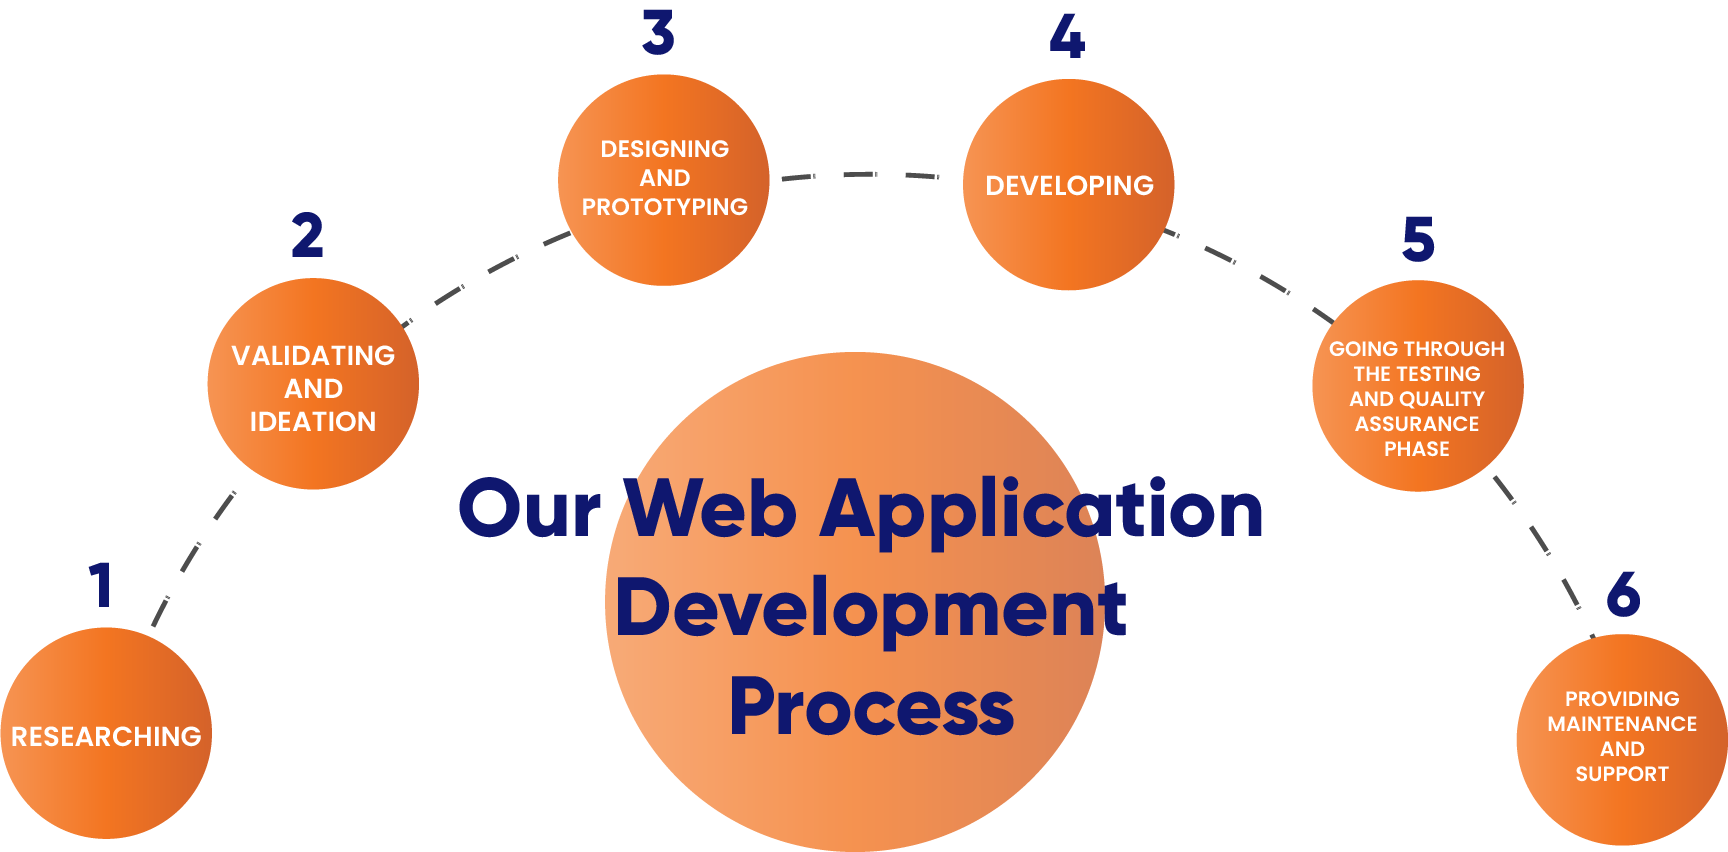 1
RESEARCHING
2
VALIDATING
AND
IDEATION
3
DESIGNING
AND
PROTOTYPING
4
DEVELOPING
5
GOING THROUGH
THE TESTING
AND QUALITY
ASSURANCE
PHASE
6
PROVIDING
MAINTENANCE
AND
SUPPORT
Our Web Application
Development
Process